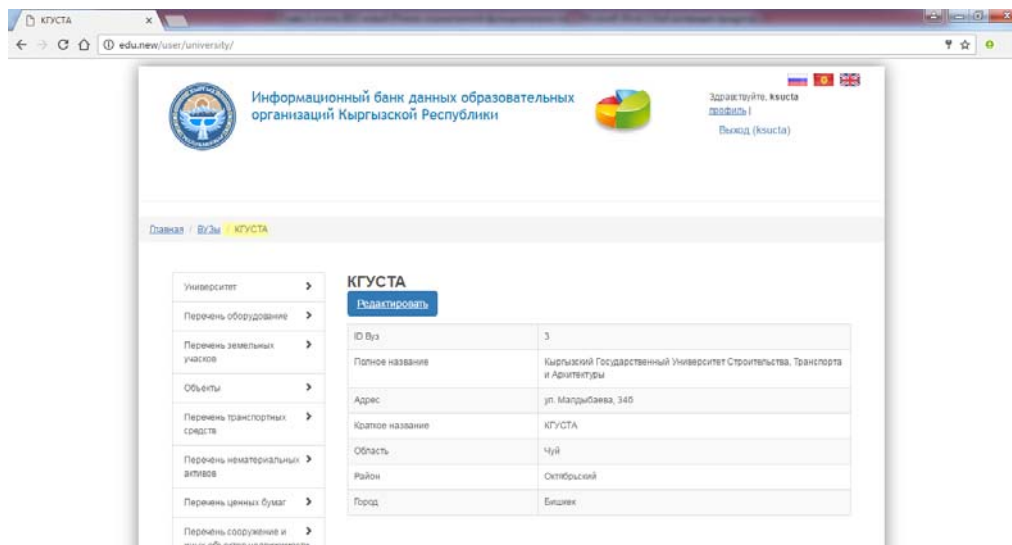 КГУСТА
edu.new/user/university/
Информационный банк данных образовательных
организаций Кыргызской Республики
Здравствуйте, ksucta
профиль |
Выход (ksucta)
Главная / ВУЗы / КГУСТА
Университет
Перечень оборудование
Перечень земельных
учасков
Объекты
Перечень транспортных
средств
Перечень нематериальных
активов
Перечень ценных бумаг
Перечень сооружение и
КГУСТА
Редактировать
ID Вуз 3
Полное название Кыргызский Государственный Университет Строительства, Транспорта
и Архитектуры
Адрес ул. Малдыбаева, 34б
Краткое название КГУСТА
Область Чуй
Район Октябрьский
Город Бишкек